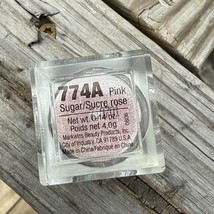 774A Pink
Sugar/Sucre rose
Net wt. 0.14 oz.
Poids net 4.0g
Markwins Beauty Products, Inc.
City of Industry, CA 91789 U.S.A.
Made in China/Fabriqué en Chine